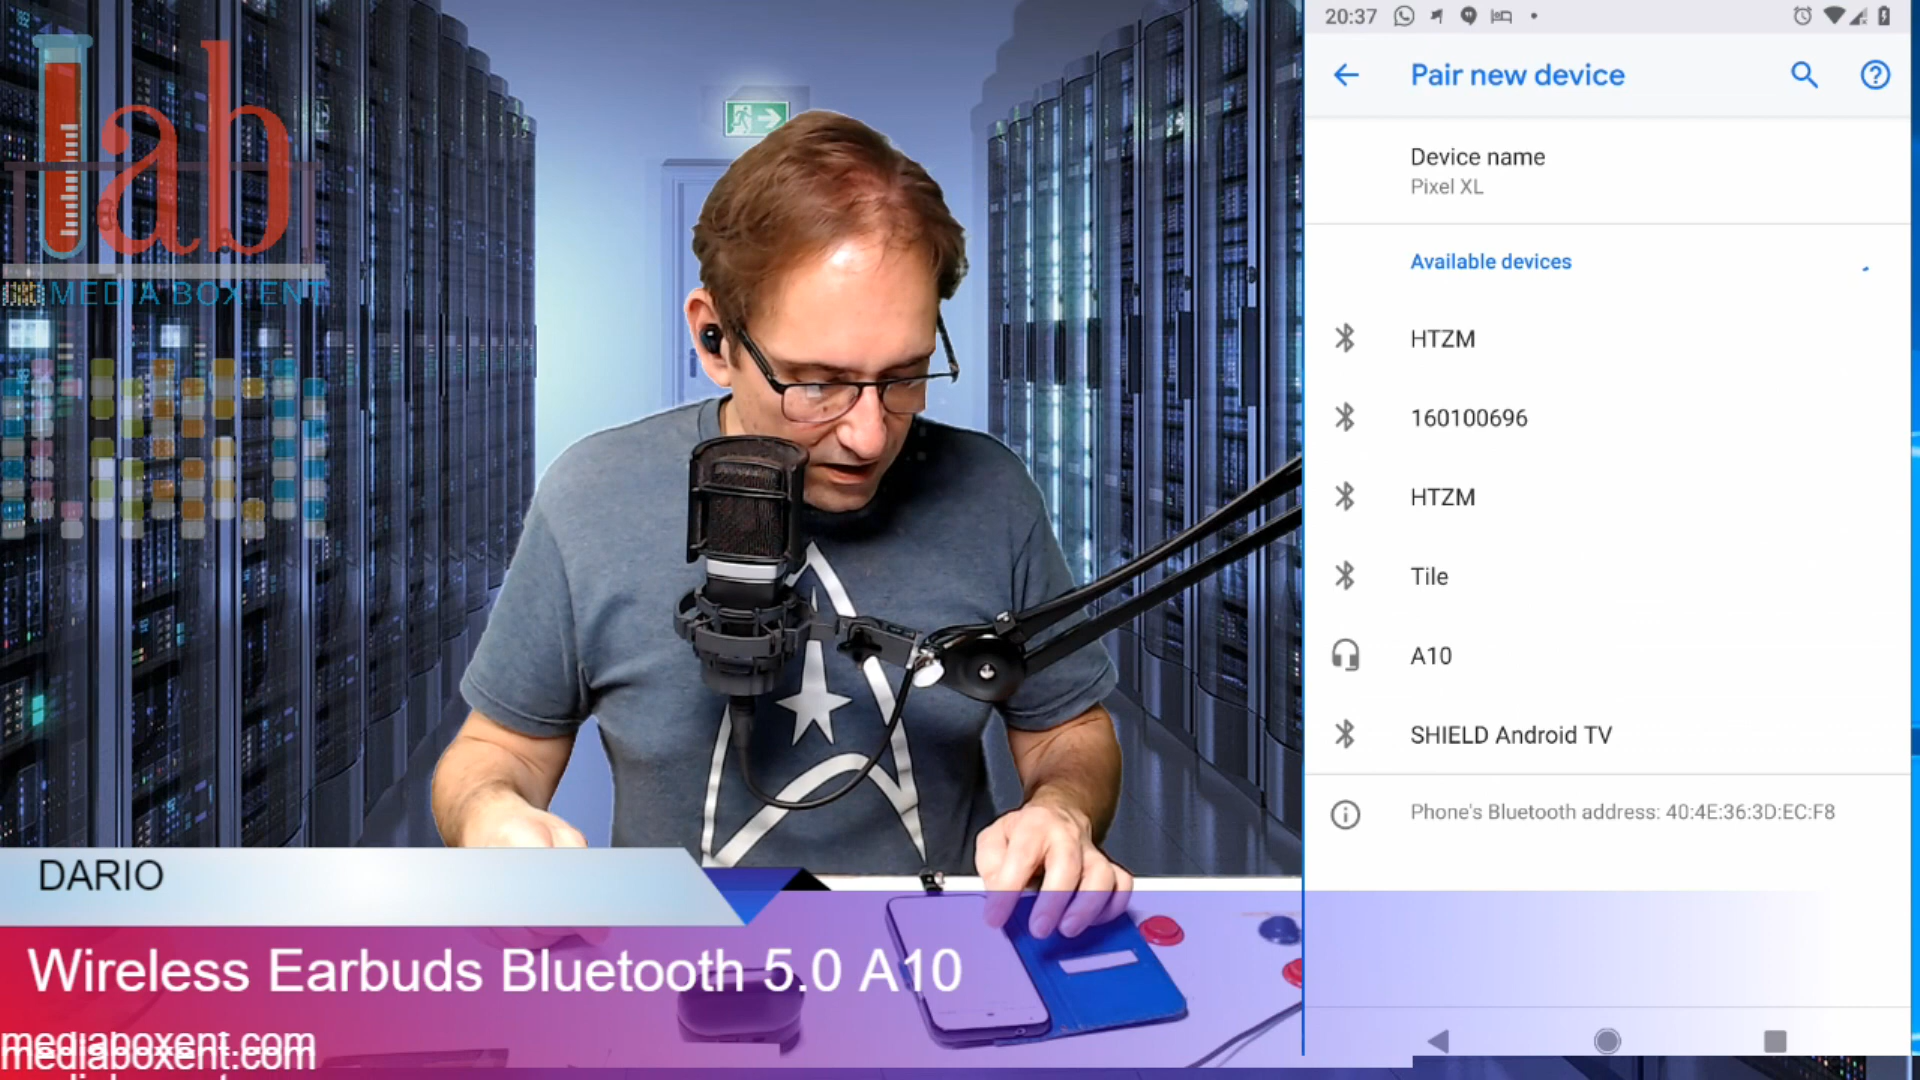 lab
MEDIA BOX ENT
DARIO
Wireless Earbuds Bluetooth 5.0 A10
mediaboxent.com
mediaboxent.com
20:37
Pair new device
Device name
Pixel XL
Available devices
HTZM
160100696
HTZM
Tile
A10
SHIELD Android TV
Phone's Bluetooth address: 40:4E:36:3D:EC:F8